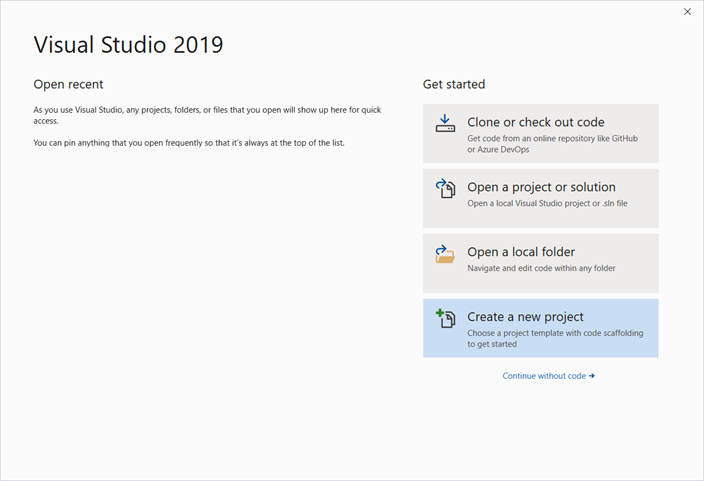 Visual Studio 2019
Open recent
As you use Visual Studio, any projects, folders, or files that you open will show up here for quick
access.
You can pin anything that you open frequently so that it's always at the top of the list.
Get started
Clone or check out code
Get code from an online repository like GitHub
or Azure DevOps
Open a project or solution
Open a local Visual Studio project or .sln file
Open a local folder
Navigate and edit code within any folder
Create a new project
Choose a project template with code scaffolding
to get started
Continue without code →